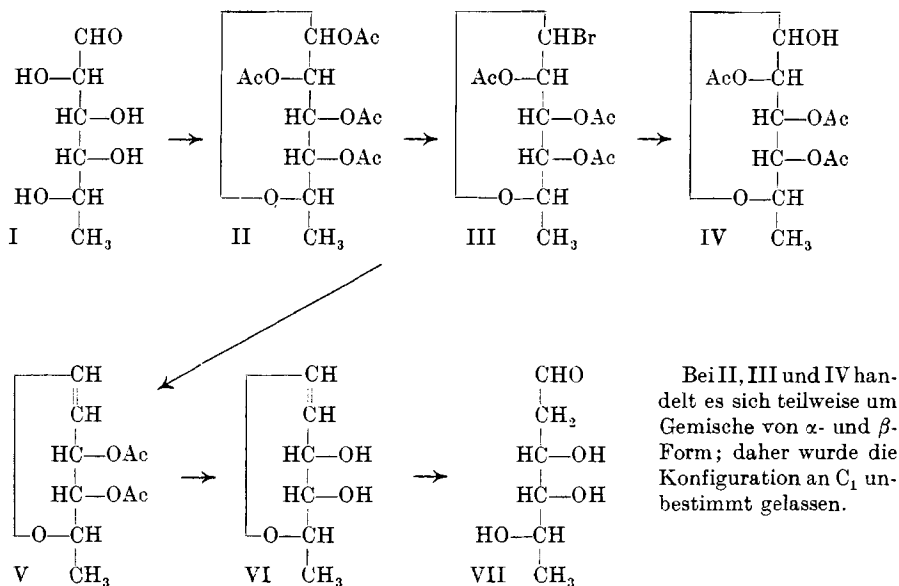 CHO CHOAc CHBr CHOH
HO—CH AcO—CH AcO—CH AcO—CH
HC—OH HC—OAc HC—OAc HC—OAc
HC—OH HC—OAc HC—OAc HC—OAc
HO—CH O—CH O—CH O—CH
I CH₃ II CH₃ III CH₃ IV CH₃
CH CH CHO
CH CH CH₂
HC—OAc HC—OH HC—OH
HC—OAc HC—OH HC—OH
O—CH O—CH HO—CH
V CH₃ VI CH₃ VII CH₃
Bei II, III und IV han-
delt es sich teilweise um
Gemische von α- und β-
Form; daher wurde die
Konfiguration an C₁ un-
bestimmt gelassen.